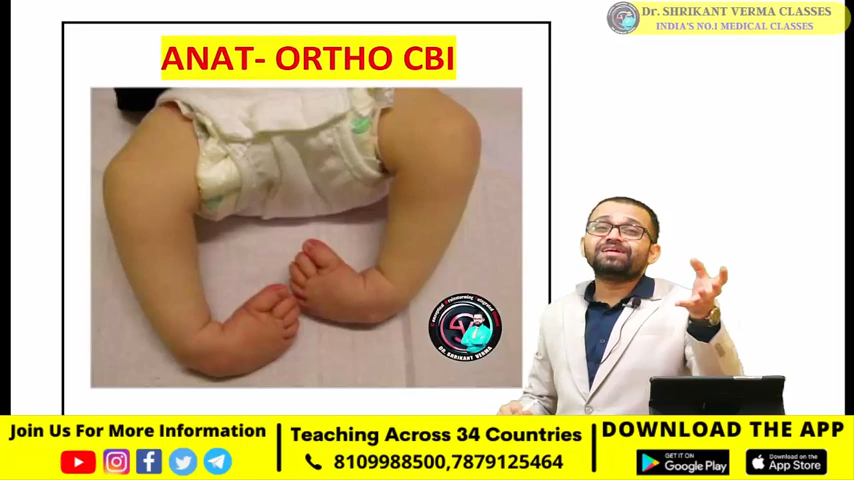 Dr. SHRIKANT VERMA CLASSES
INDIA'S NO.1 MEDICAL CLASSES
ANAT- ORTHO CBI
DR. SHRIKANT VERMA
Join Us For More Information
Teaching Across 34 Countries
8109988500,7879125464
DOWNLOAD THE APP
GET IT ON
Google Play
Download on the
App Store